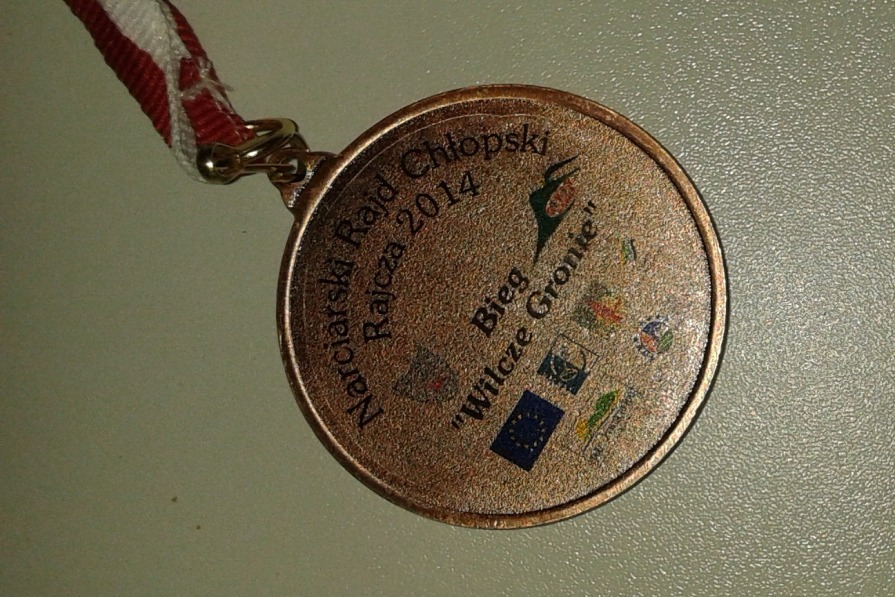 Narciarski Rajd Chłopski
Rajcza 2014
Bieg
"Wilcze Gronie"